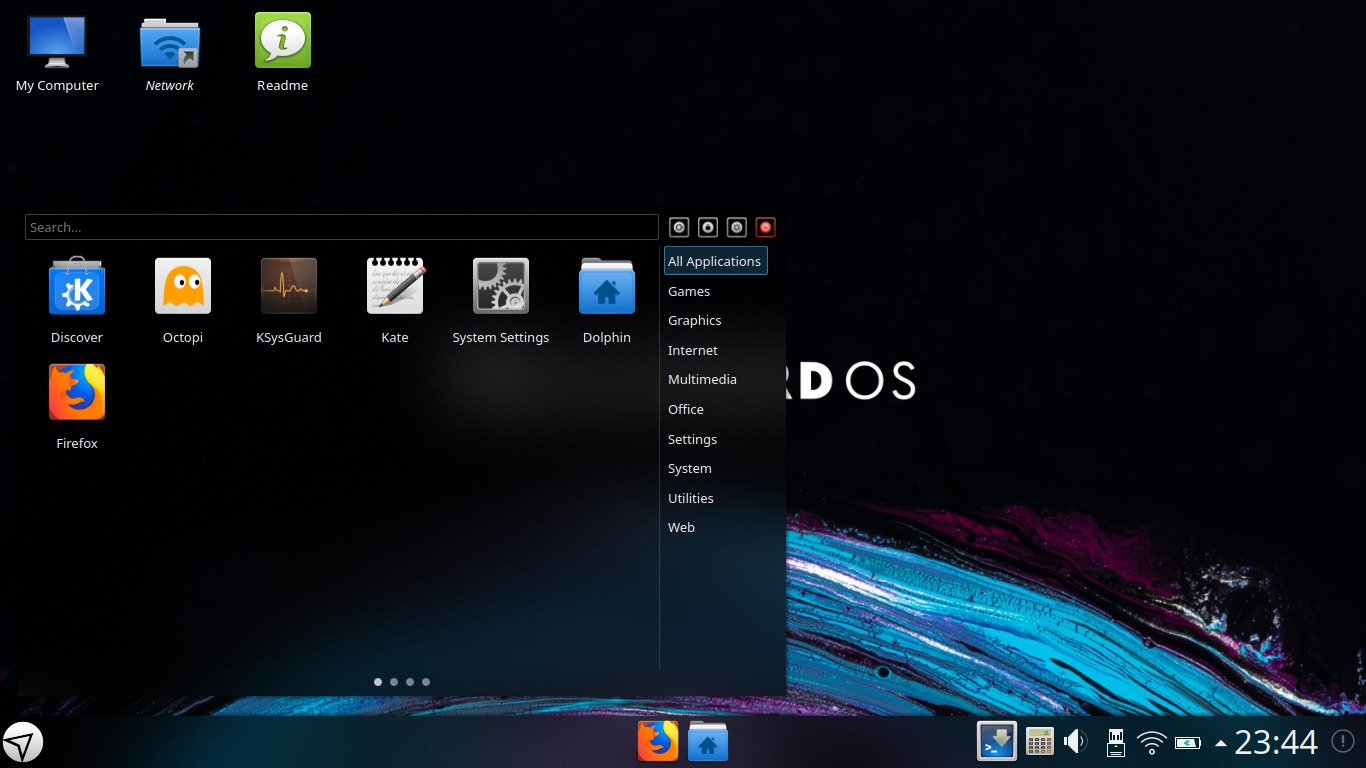 My Computer
Network
Readme
Search...
All Applications
Games
Graphics
Internet
Multimedia
Office
Settings
System
Utilities
Web
Discover
Octopi
KSysGuard
Kate
System Settings
Dolphin
Firefox
RD OS
23:44